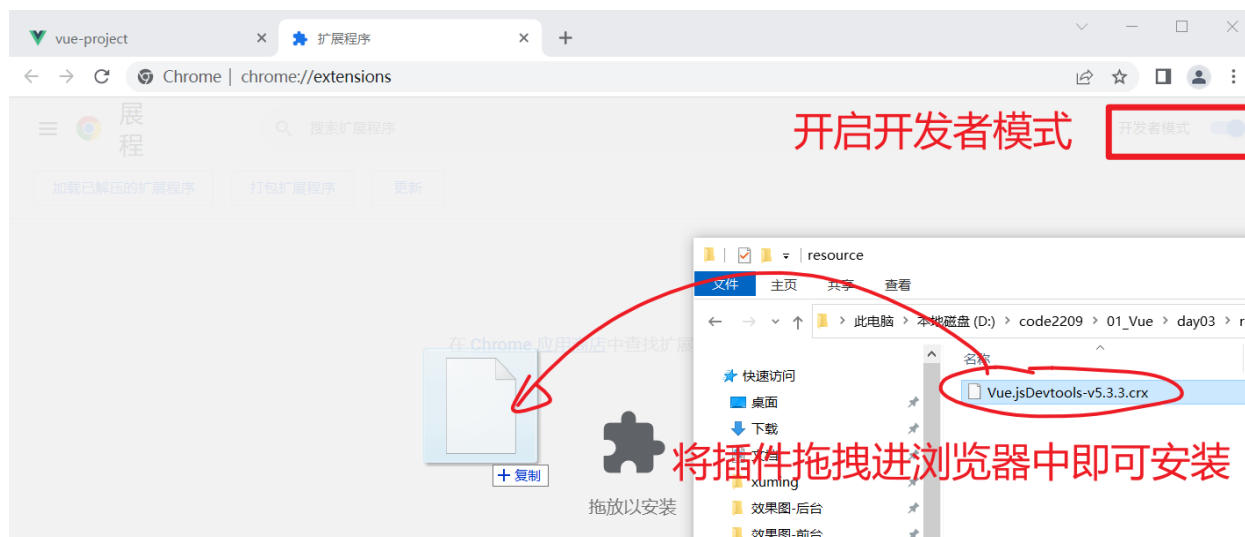 vue-project
扩展程序
Chrome | chrome://extensions
展
程
搜索扩展程序
开启开发者模式
开发者模式
加载已解压的扩展程序
打包扩展程序
更新
resource
文件
主页
共享
查看
此电脑 > 本地磁盘 (D:) > code2209 > 01_Vue > day03 > r
在 Chrome 应用商店中查找扩展
名称
快速访问
Vue.jsDevtools-v5.3.3.crx
桌面
下载
文档
将插件拖拽进浏览器中即可安装
复制
xuming
拖放以安装
效果图-后台
效果图-前台